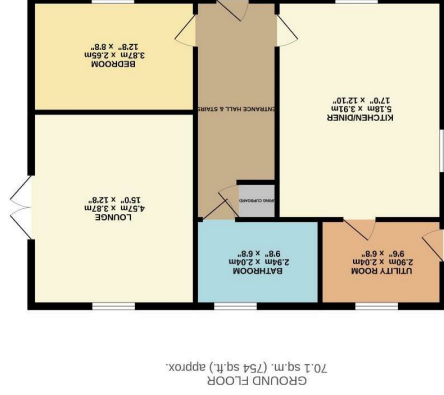 GROUND FLOOR
70.1 sq.m. (754 sq.ft.) approx.
UTILITY ROOM
9'6" x 6'8"
2.90m x 2.04m
BATHROOM
9'8" x 6'8"
2.94m x 2.04m
LOUNGE
15'0" x 12'8"
4.57m x 3.87m
KITCHEN/DINER
17'0" x 12'10"
5.18m x 3.91m
ENTRANCE HALL & STAIRS
BEDROOM
12'8" x 8'8"
3.87m x 2.65m
CUPBOARD